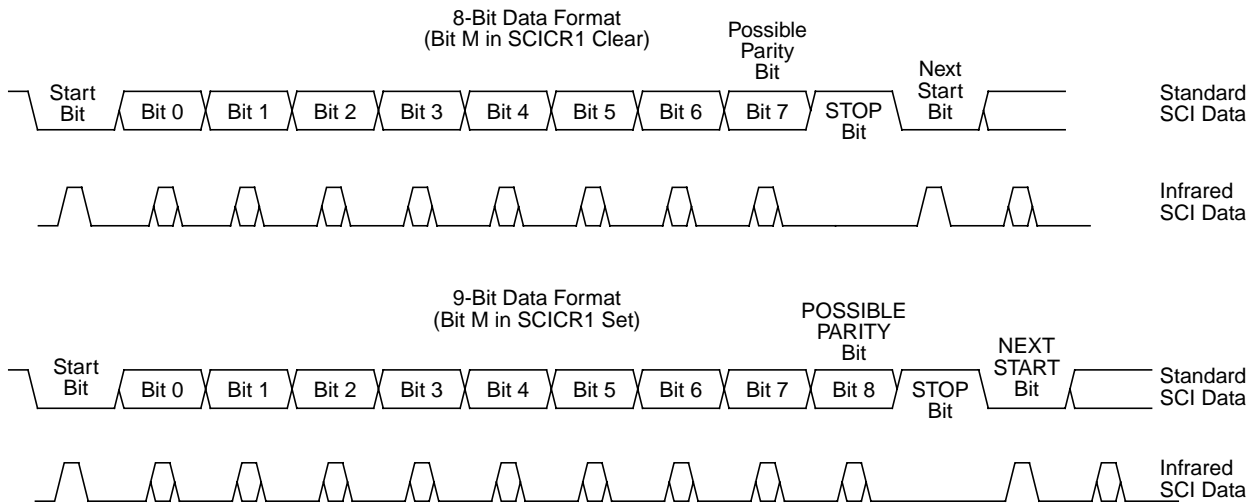 8-Bit Data Format
(Bit M in SCICR1 Clear)
Possible
Parity
Bit
Start
Bit
Bit 0
Bit 1
Bit 2
Bit 3
Bit 4
Bit 5
Bit 6
Bit 7
STOP
Bit
Next
Start
Bit
Standard
SCI Data
Infrared
SCI Data
9-Bit Data Format
(Bit M in SCICR1 Set)
POSSIBLE
PARITY
Bit
Start
Bit
Bit 0
Bit 1
Bit 2
Bit 3
Bit 4
Bit 5
Bit 6
Bit 7
Bit 8
STOP
Bit
NEXT
START
Bit
Standard
SCI Data
Infrared
SCI Data